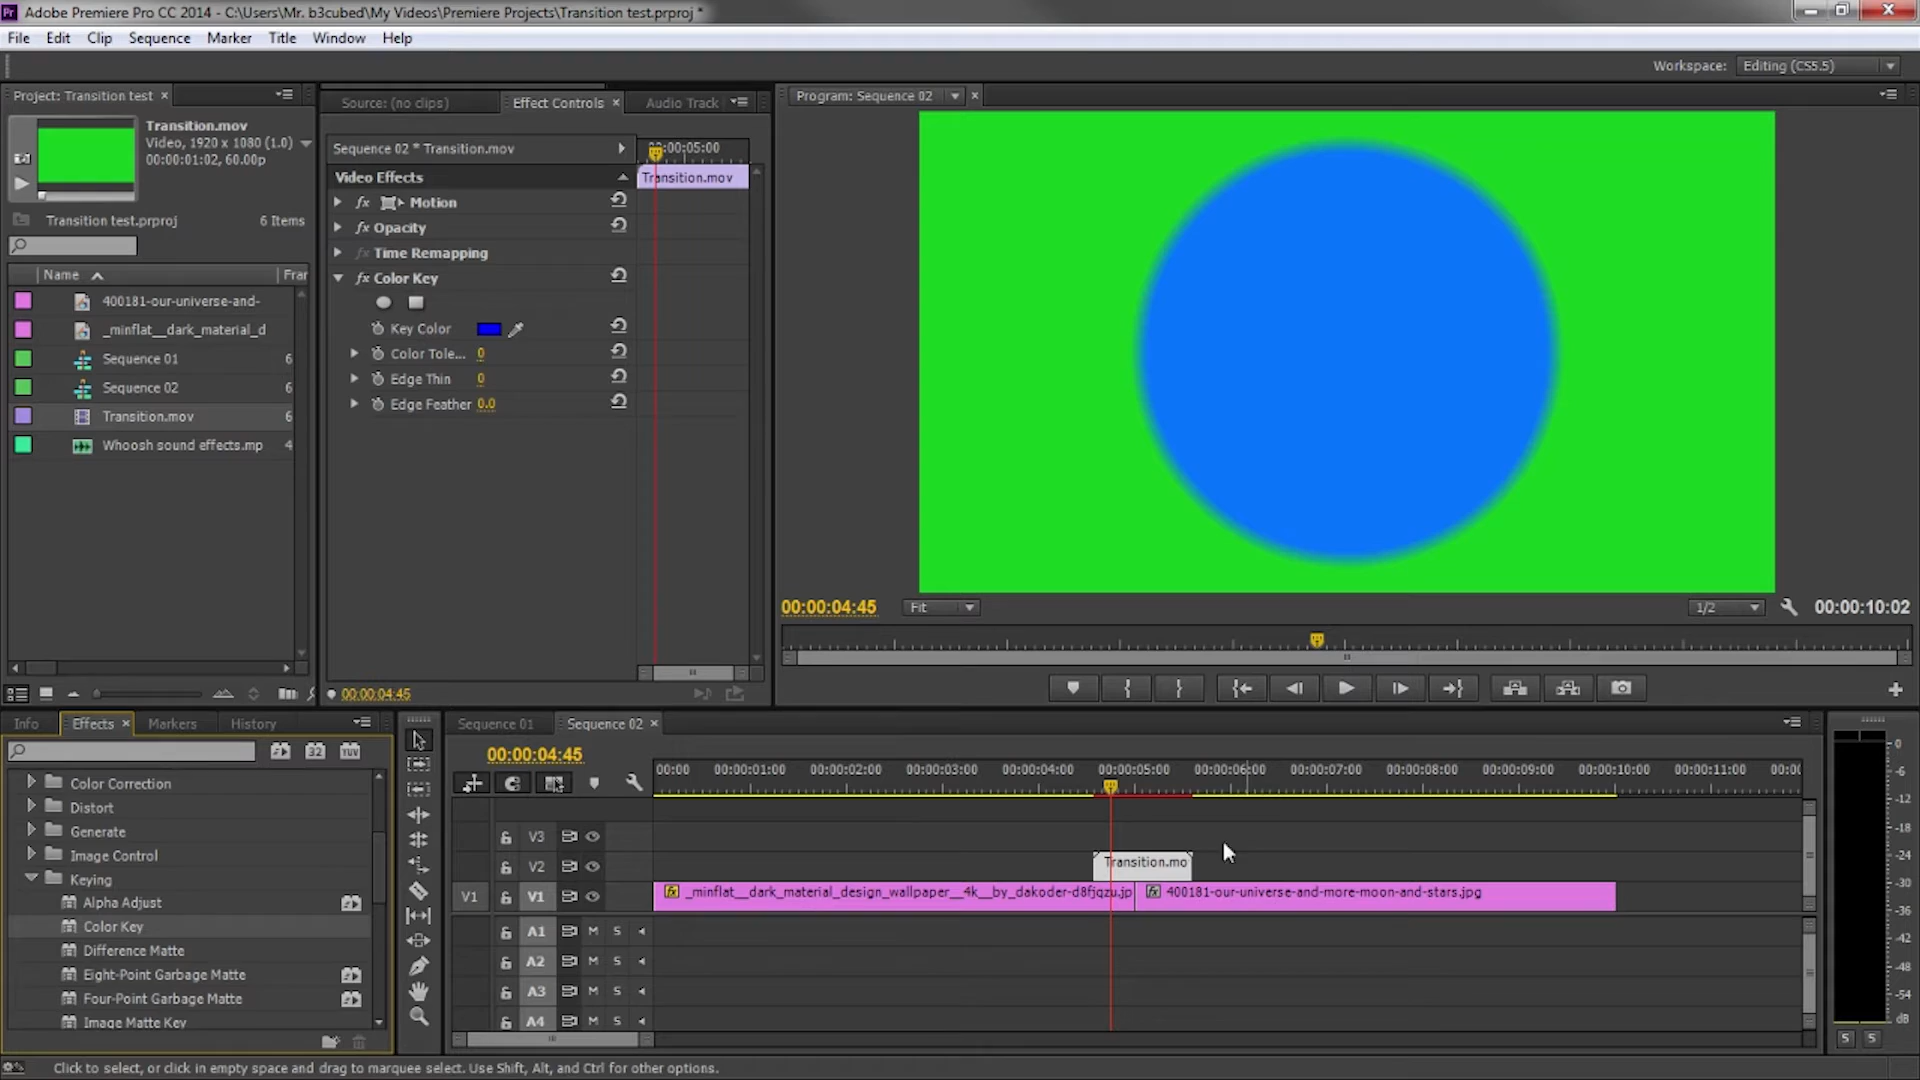 Adobe Premiere Pro CC 2014 - C:\Users\Mr. b3cubed\My Videos\Premiere Projects\Transition test.prproj *
File Edit Clip Sequence Marker Title Window Help
Workspace: Editing (CS5.5)
Project: Transition test ×
Transition.mov
Video, 1920 x 1080 (1.0)
00:00:01:02, 60.00p
Transition test.prproj 6 Items
Name Frar
400181-our-universe-and-
_minflat__dark_material_d
Sequence 01 6
Sequence 02 6
Transition.mov 6
Whoosh sound effects.mp 4
Source: (no clips) Effect Controls × Audio Track
Sequence 02 * Transition.mov
00:00:05:00
Video Effects
Transition.mov
fx Motion
fx Opacity
fx Time Remapping
fx Color Key
Key Color
Color Tole... 0
Edge Thin 0
Edge Feather 0.0
00:00:04:45
Program: Sequence 02 ×
00:00:04:45 Fit 1/2 00:00:10:02
Info Effects × Markers History
32 YUV
Color Correction
Distort
Generate
Image Control
Keying
Alpha Adjust
Color Key
Difference Matte
Eight-Point Garbage Matte
Four-Point Garbage Matte
Image Matte Key
Sequence 01 Sequence 02 ×
00:00:04:45
00:00 00:00:01:00 00:00:02:00 00:00:03:00 00:00:04:00 00:00:05:00 00:00:06:00 00:00:07:00 00:00:08:00 00:00:09:00 00:00:10:00 00:00:11:00 00:00
V3
V2 Transition.mo
V1 V1 fx _minflat__dark_material_design_wallpaper__4k__by_dakoder-d8fjqzu.jp fx 400181-our-universe-and-more-moon-and-stars.jpg
A1 M S
A2 M S
A3 M S
A4 M S
0
-6
-12
-18
-24
-30
-36
-42
-48
-54
dB
S S
Click to select, or click in empty space and drag to marquee select. Use Shift, Alt, and Ctrl for other options.